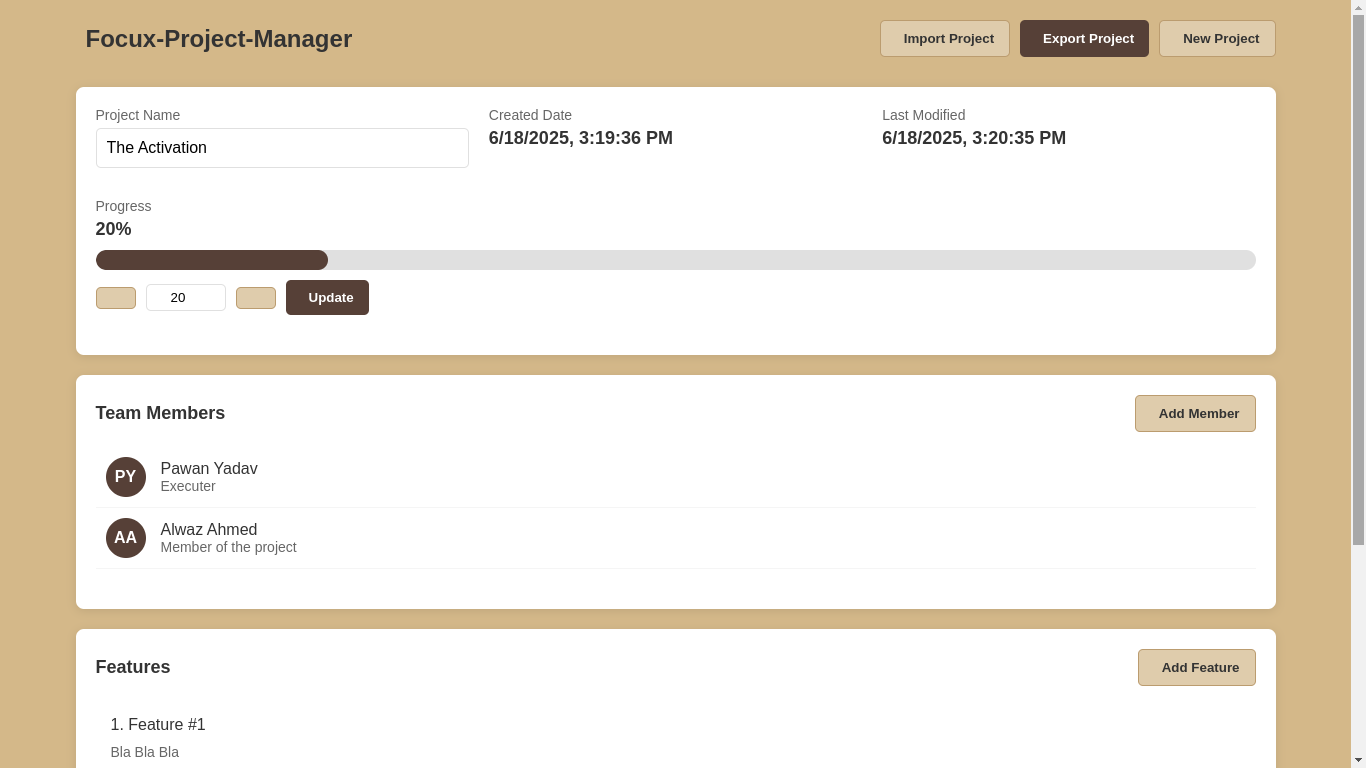 Focux-Project-Manager
Import Project
Export Project
New Project
Project Name
Created Date
Last Modified
The Activation
6/18/2025, 3:19:36 PM
6/18/2025, 3:20:35 PM
Progress
20%
20
Update
Team Members
Add Member
PY
Pawan Yadav
Executer
AA
Alwaz Ahmed
Member of the project
Features
Add Feature
1. Feature #1
Bla Bla Bla